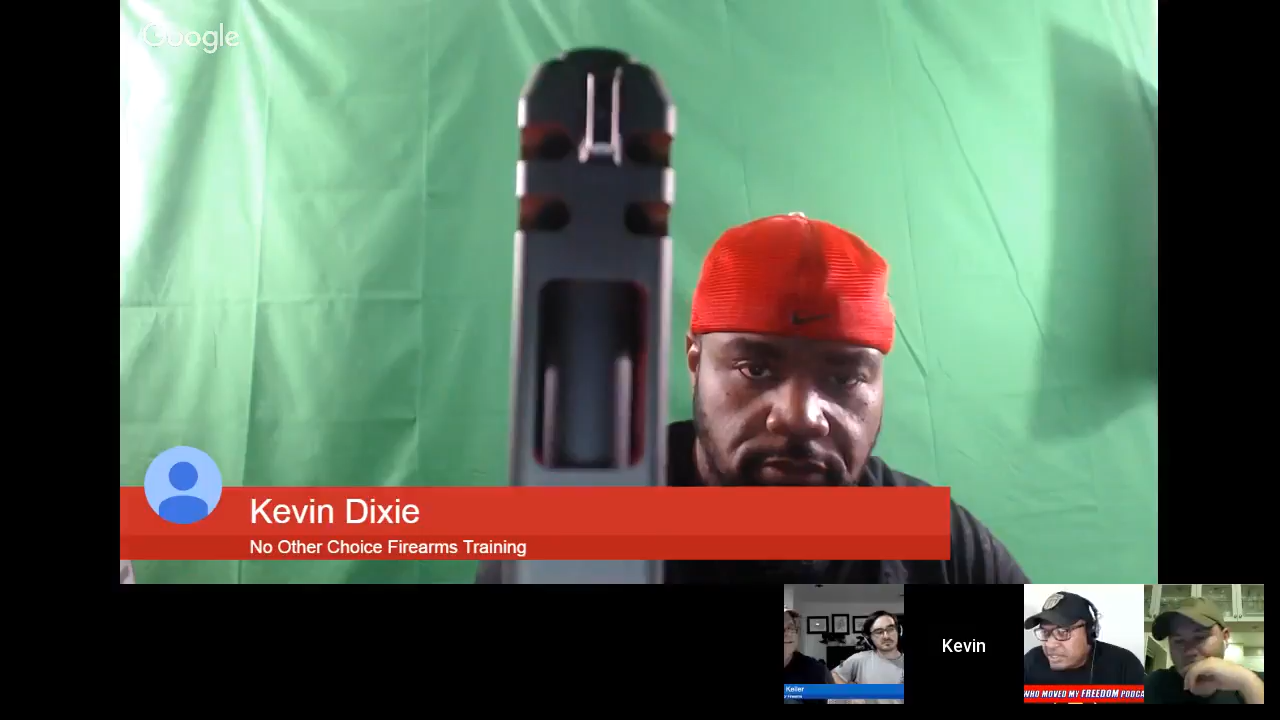 Google
Kevin Dixie
No Other Choice Firearms Training
Kevin
Keller
WHO MOVED MY FREEDOM PODCA